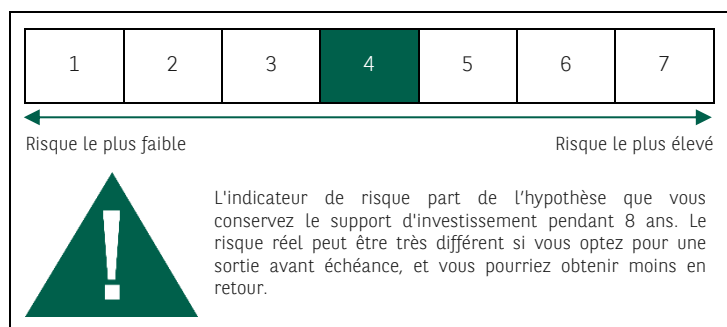 1 2 3 4 5 6 7
Risque le plus faible Risque le plus élevé
L'indicateur de risque part de l’hypothèse que vous
conservez le support d'investissement pendant 8 ans. Le
risque réel peut être très différent si vous optez pour une
sortie avant échéance, et vous pourriez obtenir moins en
retour.